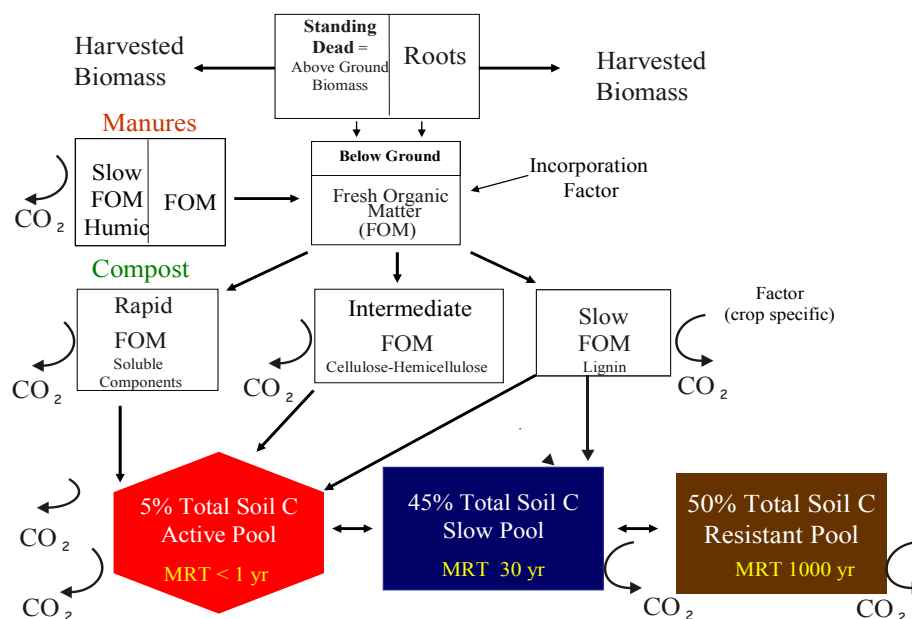 Harvested
Biomass
Standing
Dead =
Above Ground
Biomass
Roots
Harvested
Biomass
Manures
Slow
FOM
Humic
FOM
CO₂
Below Ground
Fresh Organic
Matter
(FOM)
Incorporation
Factor
Compost
Rapid
FOM
Soluble
Components
CO₂
Intermediate
FOM
Cellulose-Hemicellulose
CO₂
Slow
FOM
Lignin
CO₂
Factor
(crop specific)
5% Total Soil C
Active Pool
MRT < 1 yr
CO₂
CO₂
45% Total Soil C
Slow Pool
MRT 30 yr
CO₂
50% Total Soil C
Resistant Pool
MRT 1000 yr
CO₂